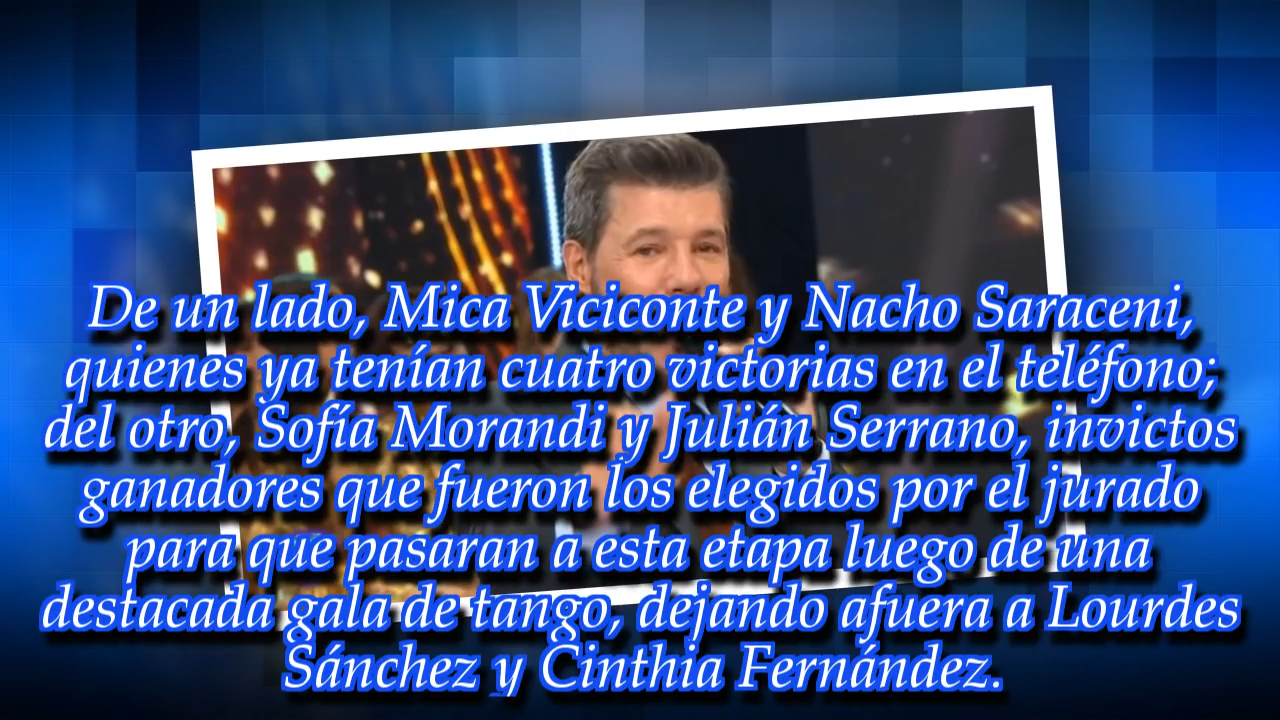 De un lado, Mica Viciconte y Nacho Saraceni,
quienes ya tenían cuatro victorias en el teléfono;
del otro, Sofía Morandi y Julián Serrano, invictos
ganadores que fueron los elegidos por el jurado
para que pasaran a esta etapa luego de una
destacada gala de tango, dejando afuera a Lourdes
Sánchez y Cinthia Fernández.